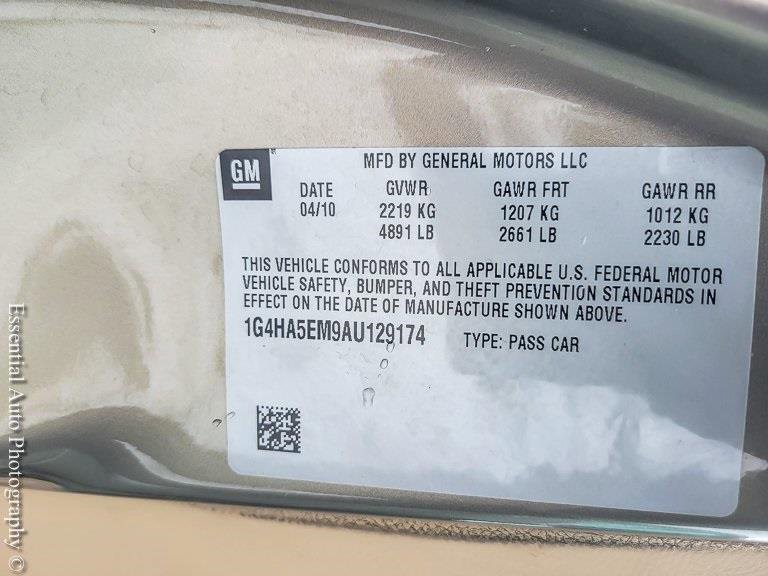 GM
MFD BY GENERAL MOTORS LLC
DATE GVWR GAWR FRT GAWR RR
04/10 2219 KG 1207 KG 1012 KG
4891 LB 2661 LB 2230 LB
THIS VEHICLE CONFORMS TO ALL APPLICABLE U.S. FEDERAL MOTOR
VEHICLE SAFETY, BUMPER, AND THEFT PREVENTION STANDARDS IN
EFFECT ON THE DATE OF MANUFACTURE SHOWN ABOVE.
1G4HA5EM9AU129174 TYPE: PASS CAR
Essential Auto Photography ©